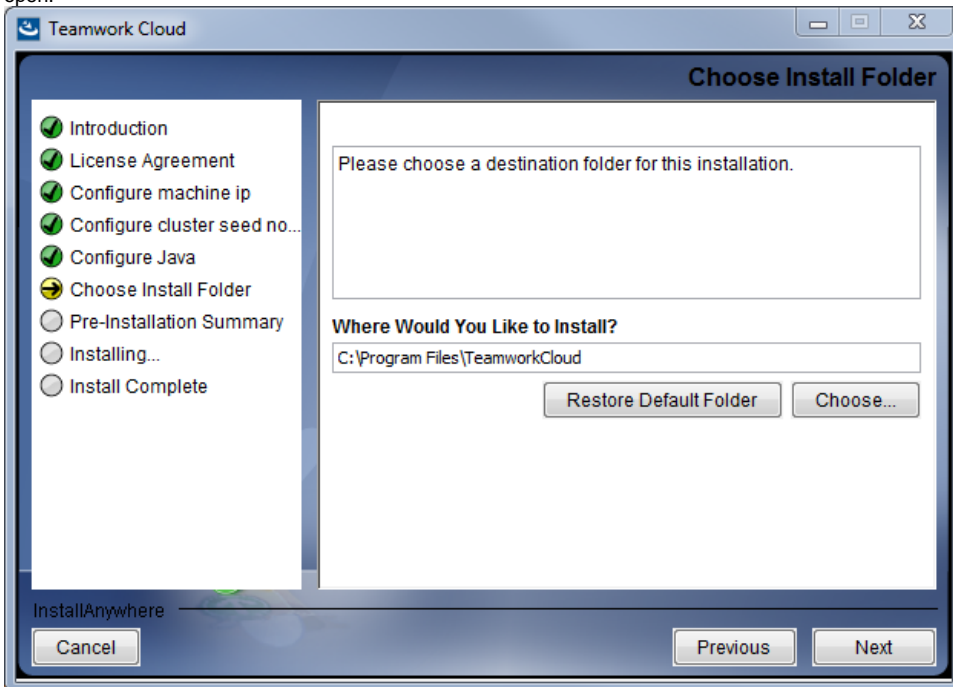 open.
Teamwork Cloud
Choose Install Folder
Introduction
License Agreement
Configure machine ip
Configure cluster seed no...
Configure Java
Choose Install Folder
Pre-Installation Summary
Installing...
Install Complete
Please choose a destination folder for this installation.
Where Would You Like to Install?
C:\Program Files\TeamworkCloud
Restore Default Folder
Choose...
InstallAnywhere
Cancel
Previous
Next